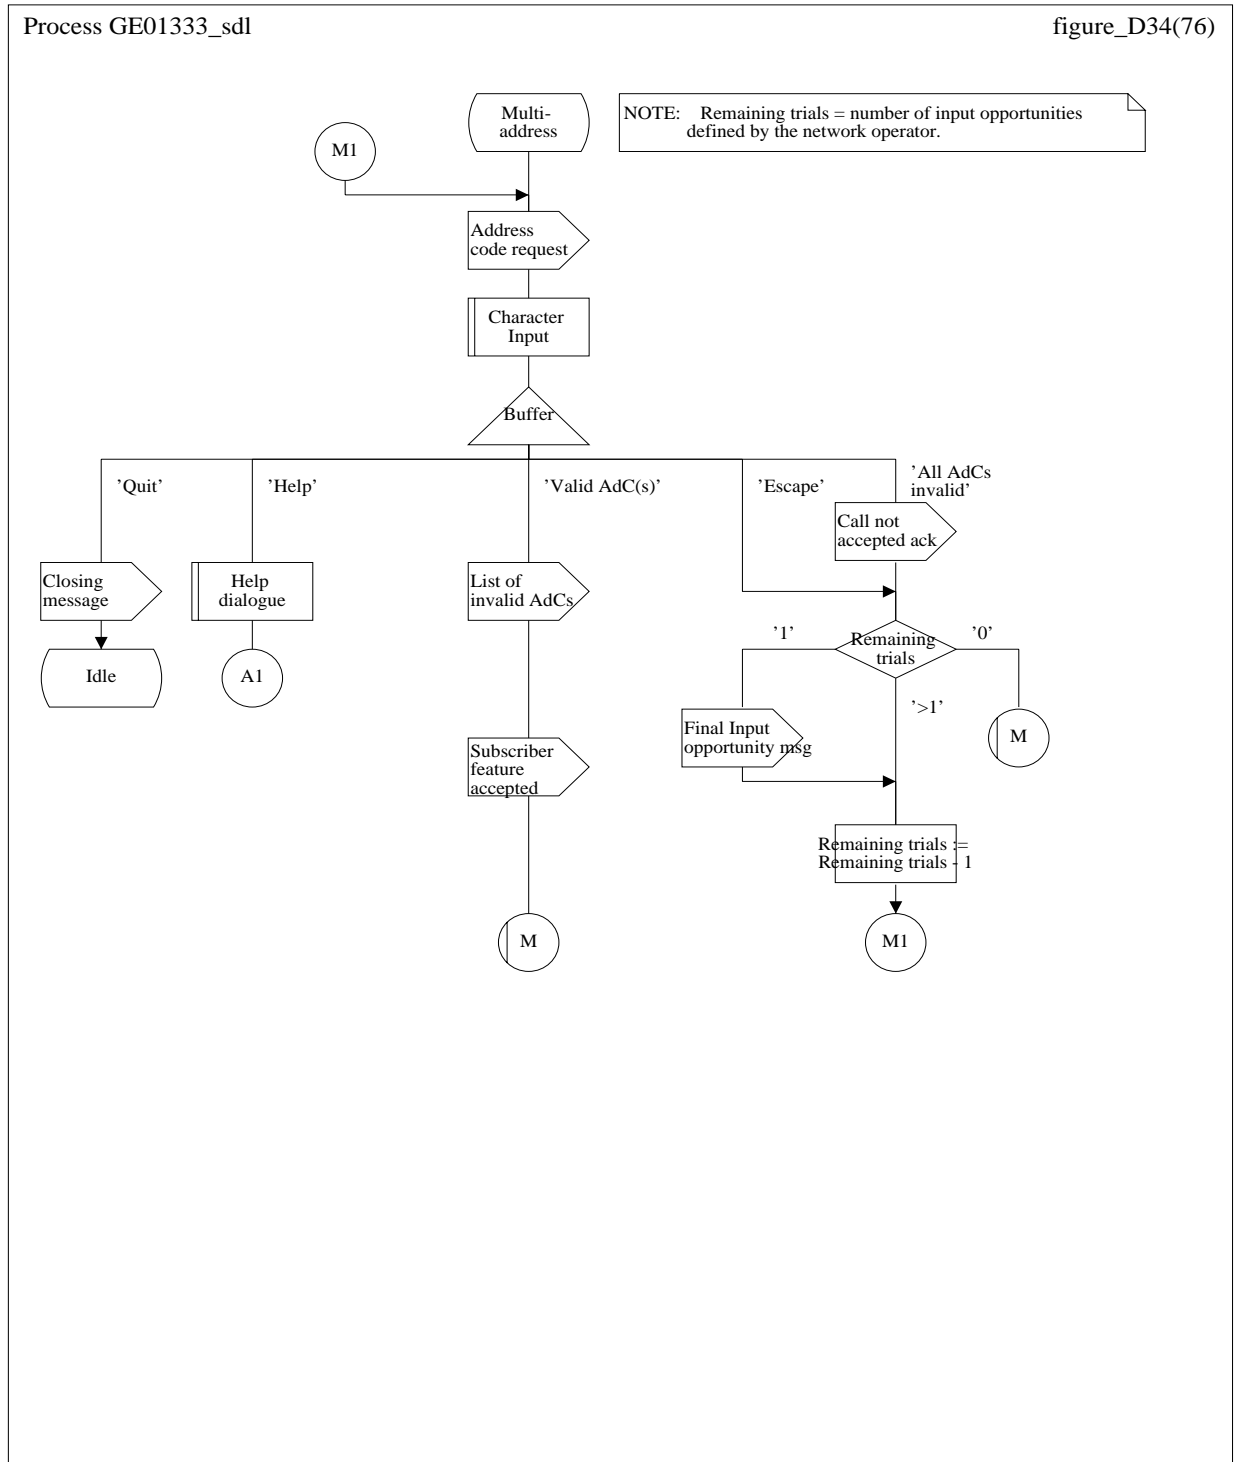 Process GE01333_sdl
figure_D34(76)
Multi-
address
NOTE: Remaining trials = number of input opportunities
defined by the network operator.
M1
Address
code request
Character
Input
Buffer
'Quit'
'Help'
'Valid AdC(s)'
'Escape'
'All AdCs
invalid'
Call not
accepted ack
Closing
message
Help
dialogue
List of
invalid AdCs
'1'
Remaining
trials
'0'
Idle
A1
'>1'
Final Input
opportunity msg
M
Subscriber
feature
accepted
Remaining trials :=
Remaining trials - 1
M
M1